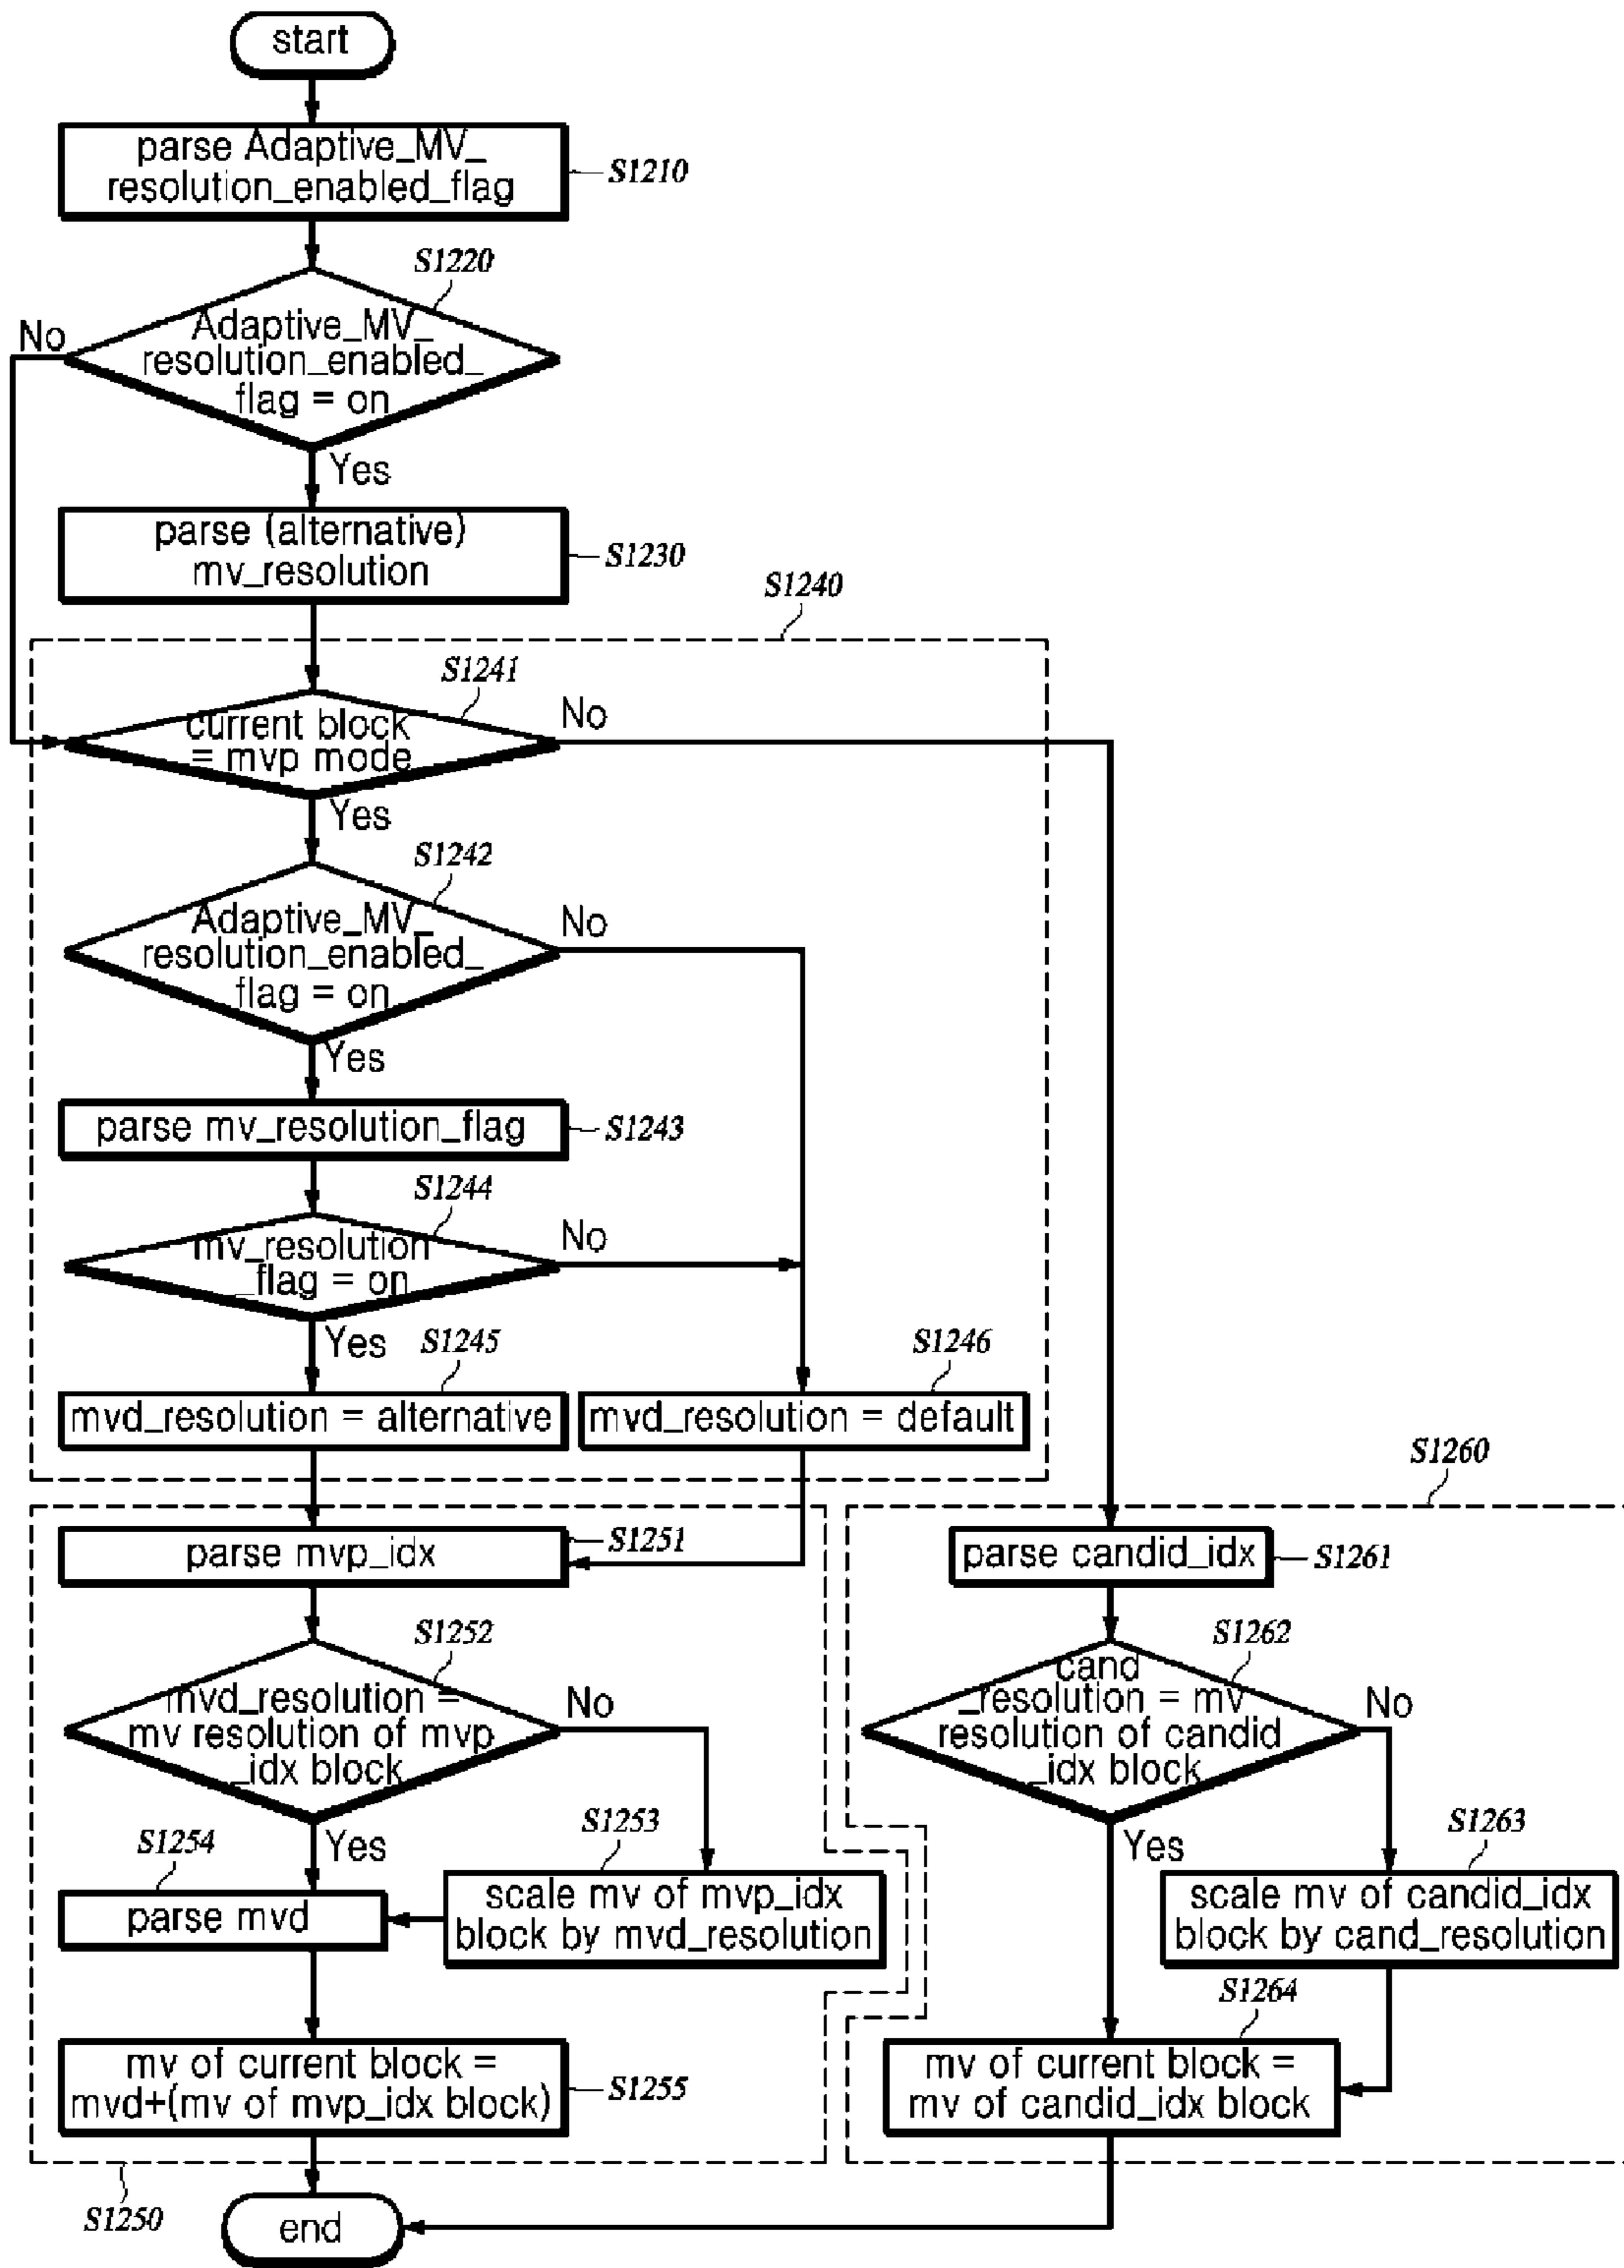 start
parse Adaptive_MV_
resolution_enabled_flag
S1210
S1220
Adaptive_MV_
resolution_enabled_
flag = on
No
Yes
parse (alternative)
mv_resolution
S1230
S1240
S1241
current block
= mvp mode
No
Yes
S1242
Adaptive_MV_
resolution_enabled_
flag = on
No
Yes
parse mv_resolution_flag
S1243
S1244
mv_resolution
_flag = on
No
Yes
S1245
mvd_resolution = alternative
S1246
mvd_resolution = default
S1260
parse mvp_idx
S1251
parse candid_idx
S1261
S1252
mvd_resolution =
mv resolution of mvp
_idx block
No
Yes
S1262
cand
_resolution = mv
resolution of candid
_idx block
No
Yes
S1254
parse mvd
S1253
scale mv of mvp_idx
block by mvd_resolution
S1263
scale mv of candid_idx
block by cand_resolution
mv of current block =
mvd+(mv of mvp_idx block)
S1255
S1264
mv of current block =
mv of candid_idx block
S1250
end